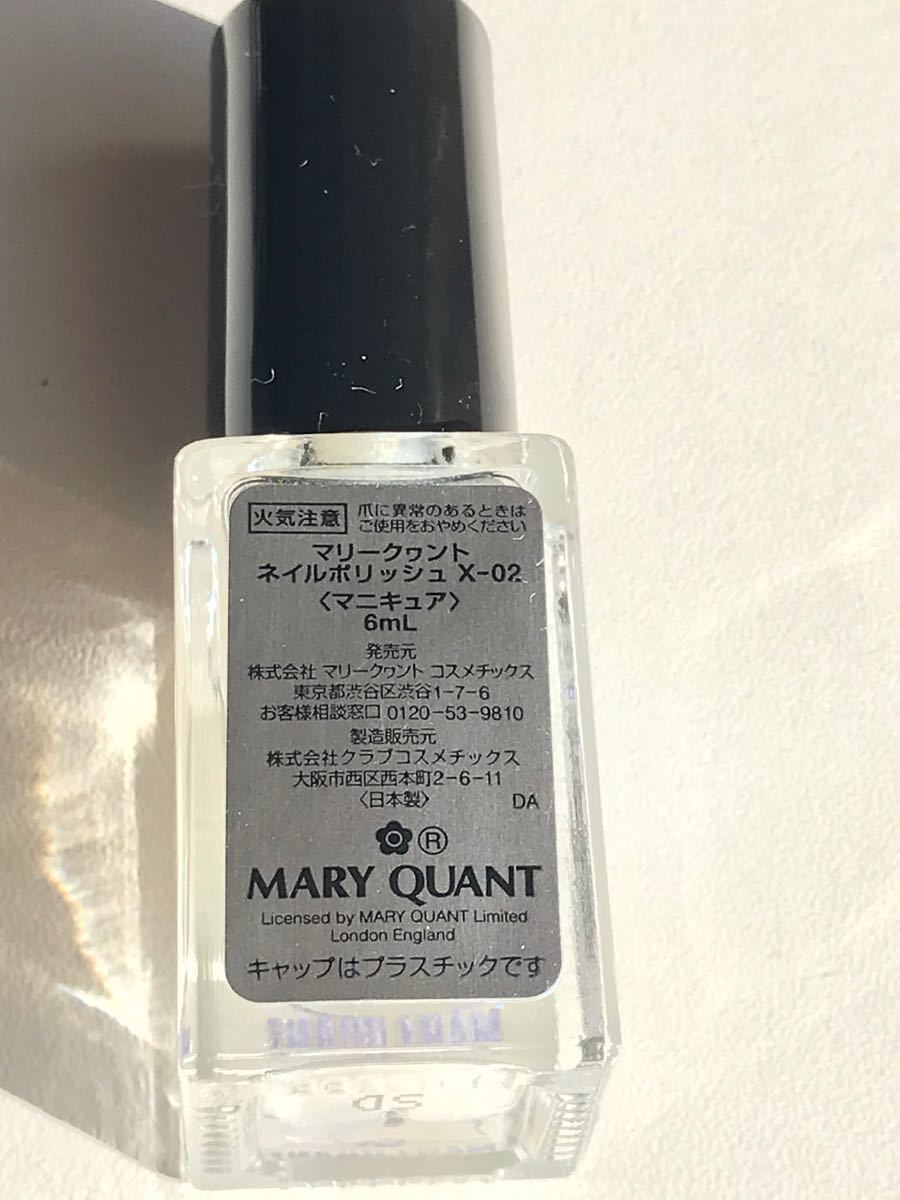 火気注意 爪に異常のあるときは
ご使用をおやめください
マリークヮント
ネイルポリッシュ X-02
〈マニキュア〉
6mL
発売元
株式会社 マリークヮント コスメチックス
東京都渋谷区渋谷1-7-6
お客様相談窓口 0120-53-9810
製造販売元
株式会社クラブコスメチックス
大阪市西区西本町2-6-11
〈日本製〉 DA
®
MARY QUANT
Licensed by MARY QUANT Limited
London England
キャップはプラスチックです
MARY QUANT